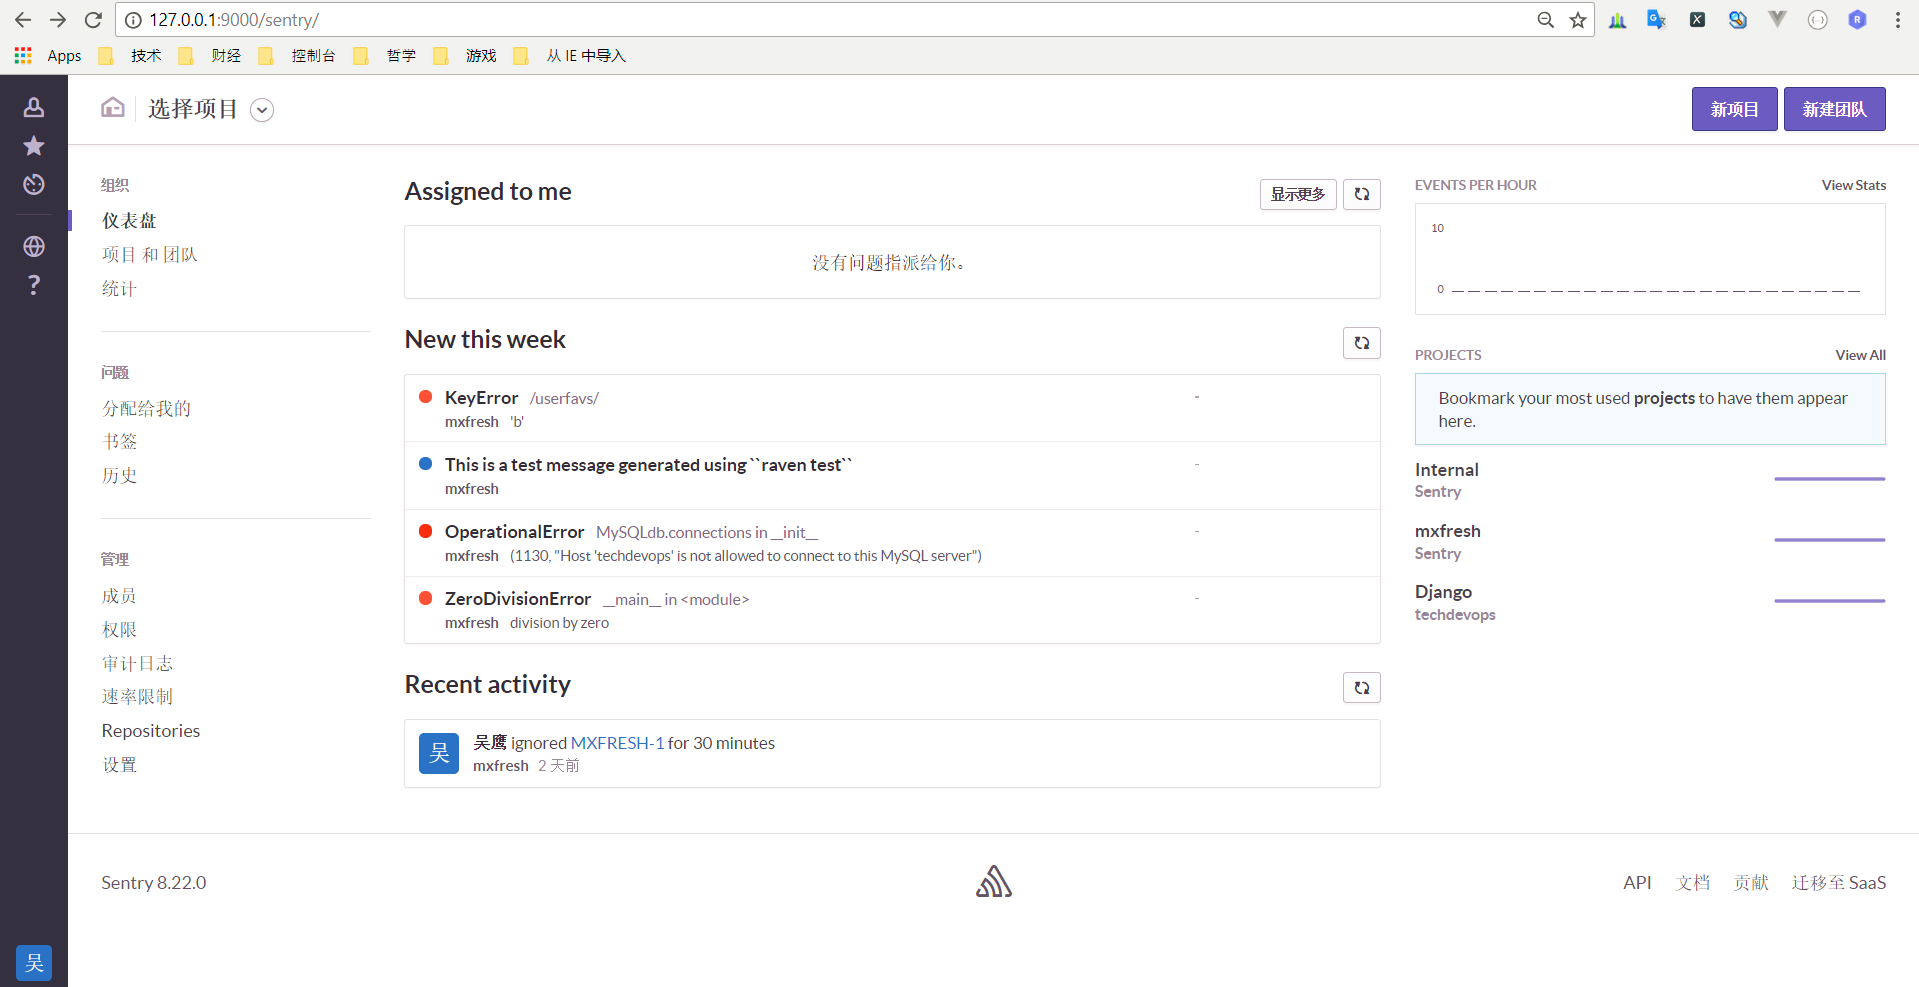 127.0.0.1:9000/sentry/
Apps 技术 财经 控制台 哲学 游戏 从 IE 中导入
选择项目
新项目 新建团队
组织
仪表盘
项目 和 团队
统计
问题
分配给我的
书签
历史
管理
成员
权限
审计日志
速率限制
Repositories
设置
Assigned to me
显示更多
没有问题指派给你。
New this week
KeyError /userfavs/ -
mxfresh 'b'
This is a test message generated using ``raven test`` -
mxfresh
OperationalError MySQLdb.connections in __init__ -
mxfresh (1130, "Host 'techdevops' is not allowed to connect to this MySQL server")
ZeroDivisionError __main__ in <module> -
mxfresh division by zero
Recent activity
吴
吴鹰 ignored MXFRESH-1 for 30 minutes
mxfresh 2 天前
EVENTS PER HOUR View Stats
10
0
PROJECTS View All
Bookmark your most used projects to have them appear
here.
Internal
Sentry
mxfresh
Sentry
Django
techdevops
Sentry 8.22.0
API 文档 贡献 迁移至 SaaS
吴